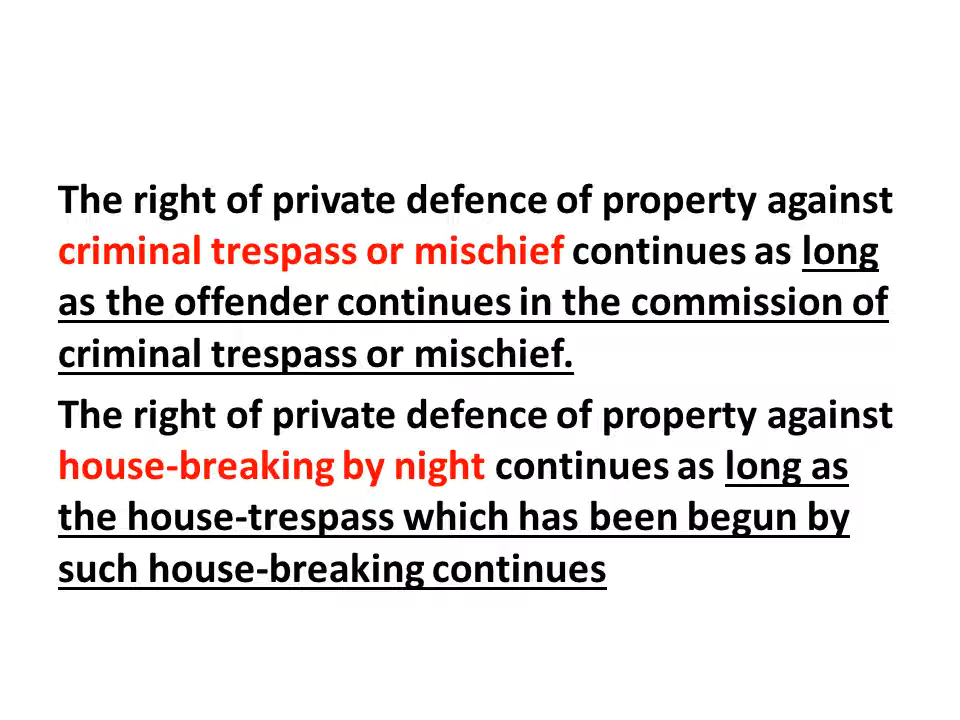 The right of private defence of property against
criminal trespass or mischief continues as long
as the offender continues in the commission of
criminal trespass or mischief.
The right of private defence of property against
house-breaking by night continues as long as
the house-trespass which has been begun by
such house-breaking continues